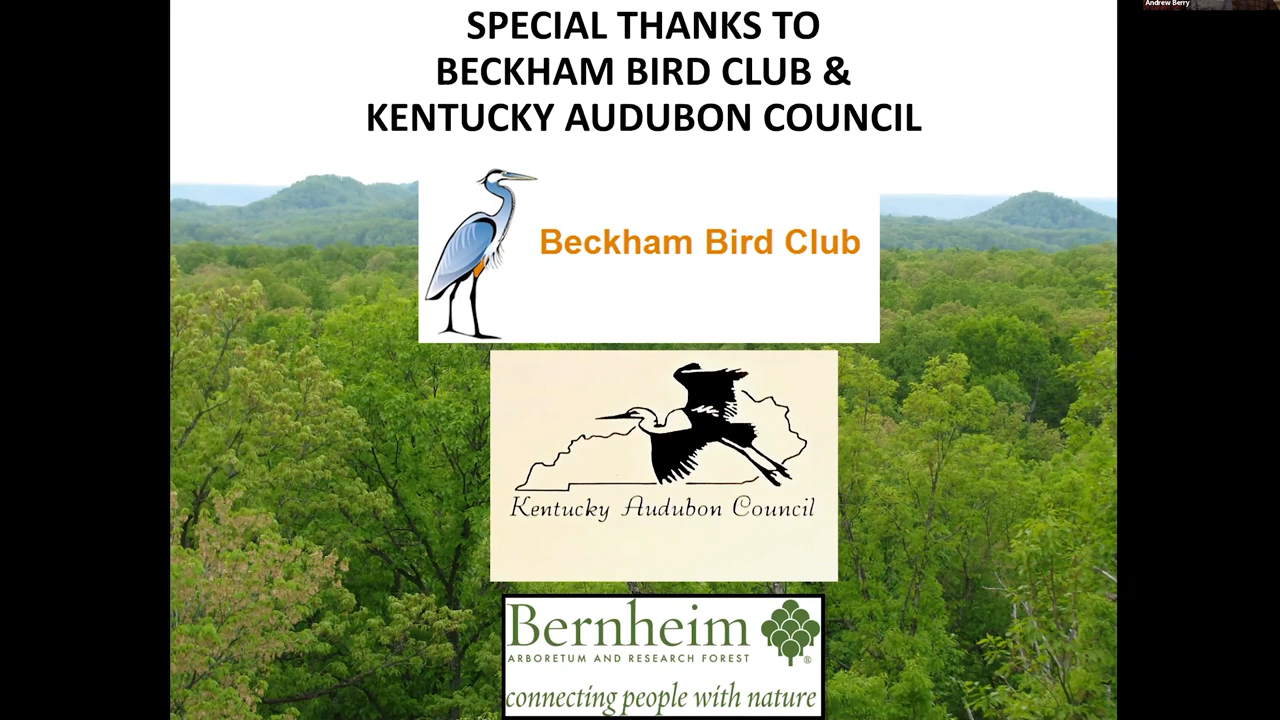 Andrew Berry
SPECIAL THANKS TO
BECKHAM BIRD CLUB &
KENTUCKY AUDUBON COUNCIL
Beckham Bird Club
Kentucky Audubon Council
Bernheim
®
ARBORETUM AND RESEARCH FOREST
connecting people with nature